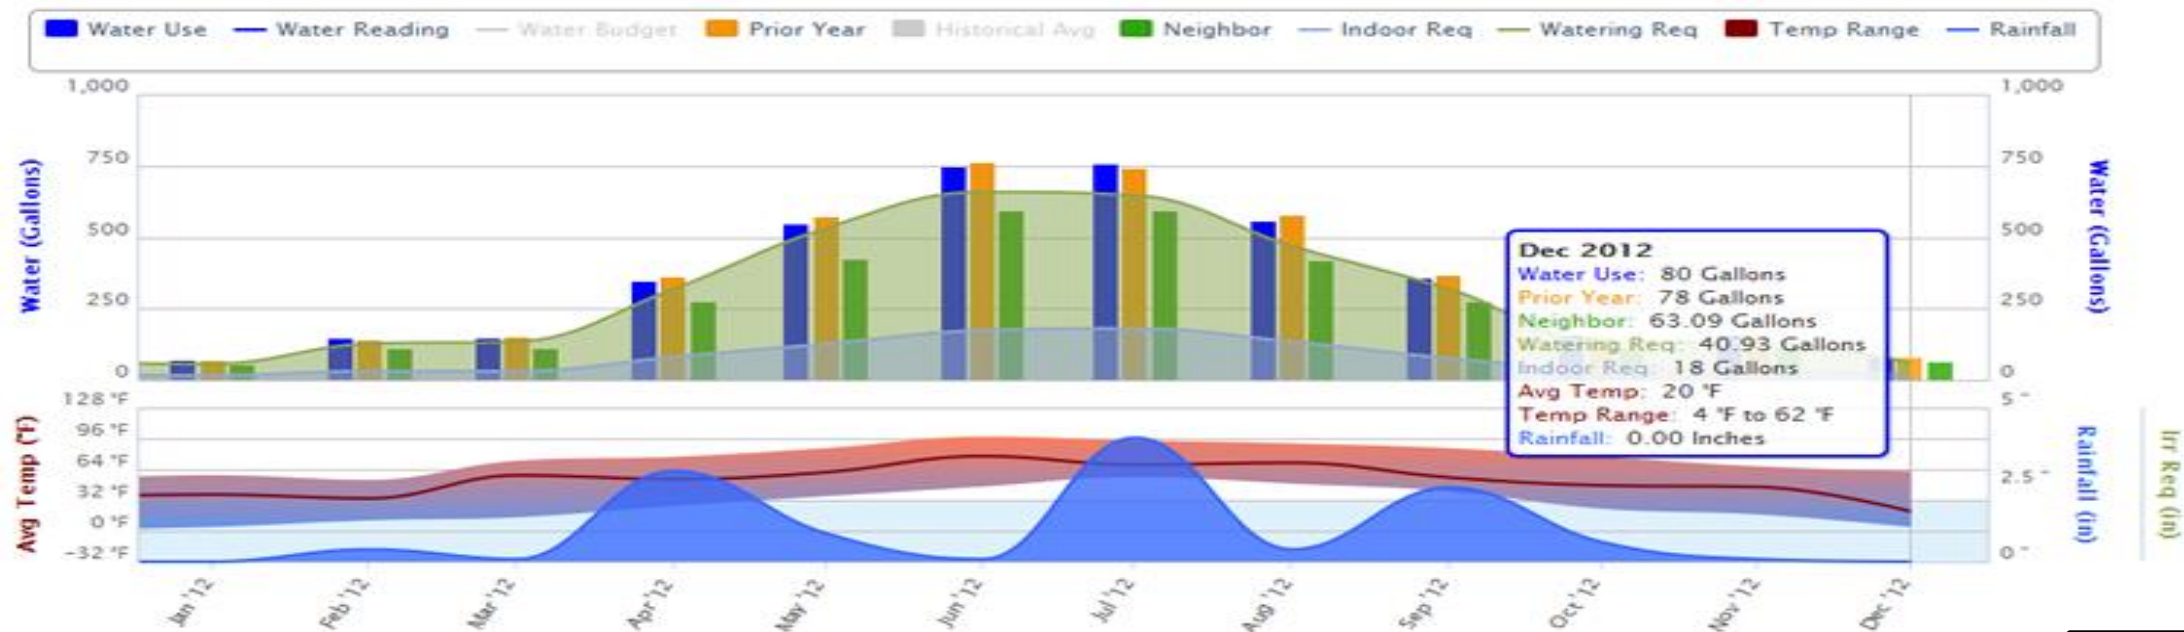 Water Use Water Reading Water Budget Prior Year Historical Avg Neighbor Indoor Req Watering Req Temp Range Rainfall
1,000 1,000
750 750
500 500
250 250
0 0
Water (Gallons)
Water (Gallons)
Dec 2012
Water Use: 80 Gallons
Prior Year: 78 Gallons
Neighbor: 63.09 Gallons
Watering Req: 40.93 Gallons
Indoor Req: 18 Gallons
Avg Temp: 20 °F
Temp Range: 4 °F to 62 °F
Rainfall: 0.00 Inches
128 °F 5"
96 °F
64 °F
32 °F 2.5"
0 °F
-32 °F 0"
Avg Temp (°F)
Rainfall (in)
Irr Req (in)
Jan '12 Feb '12 Mar '12 Apr '12 May '12 Jun '12 Jul '12 Aug '12 Sep '12 Oct '12 Nov '12 Dec '12